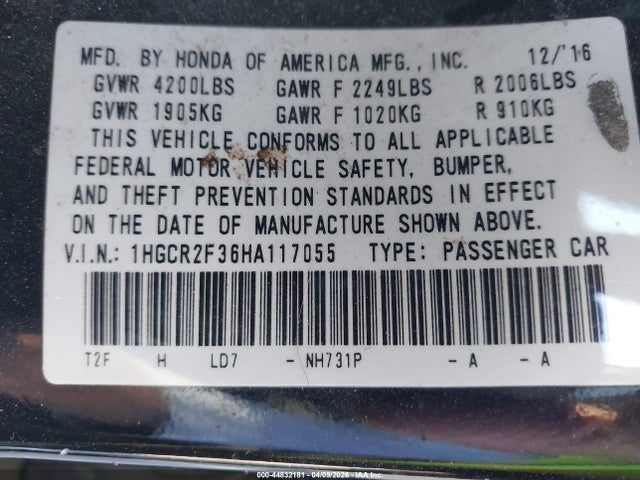 MFD. BY HONDA OF AMERICA MFG., INC. 12/'16
GVWR 4200LBS GAWR F 2249LBS R 2006LBS
GVWR 1905KG GAWR F 1020KG R 910KG
THIS VEHICLE CONFORMS TO ALL APPLICABLE
FEDERAL MOTOR VEHICLE SAFETY, BUMPER,
AND THEFT PREVENTION STANDARDS IN EFFECT
ON THE DATE OF MANUFACTURE SHOWN ABOVE.
V.I.N.: 1HGCR2F36HA117055 TYPE: PASSENGER CAR
T2F H LD7 - NH731P - A - A
000-44832181 - 04/09/2026 - IAA Inc.